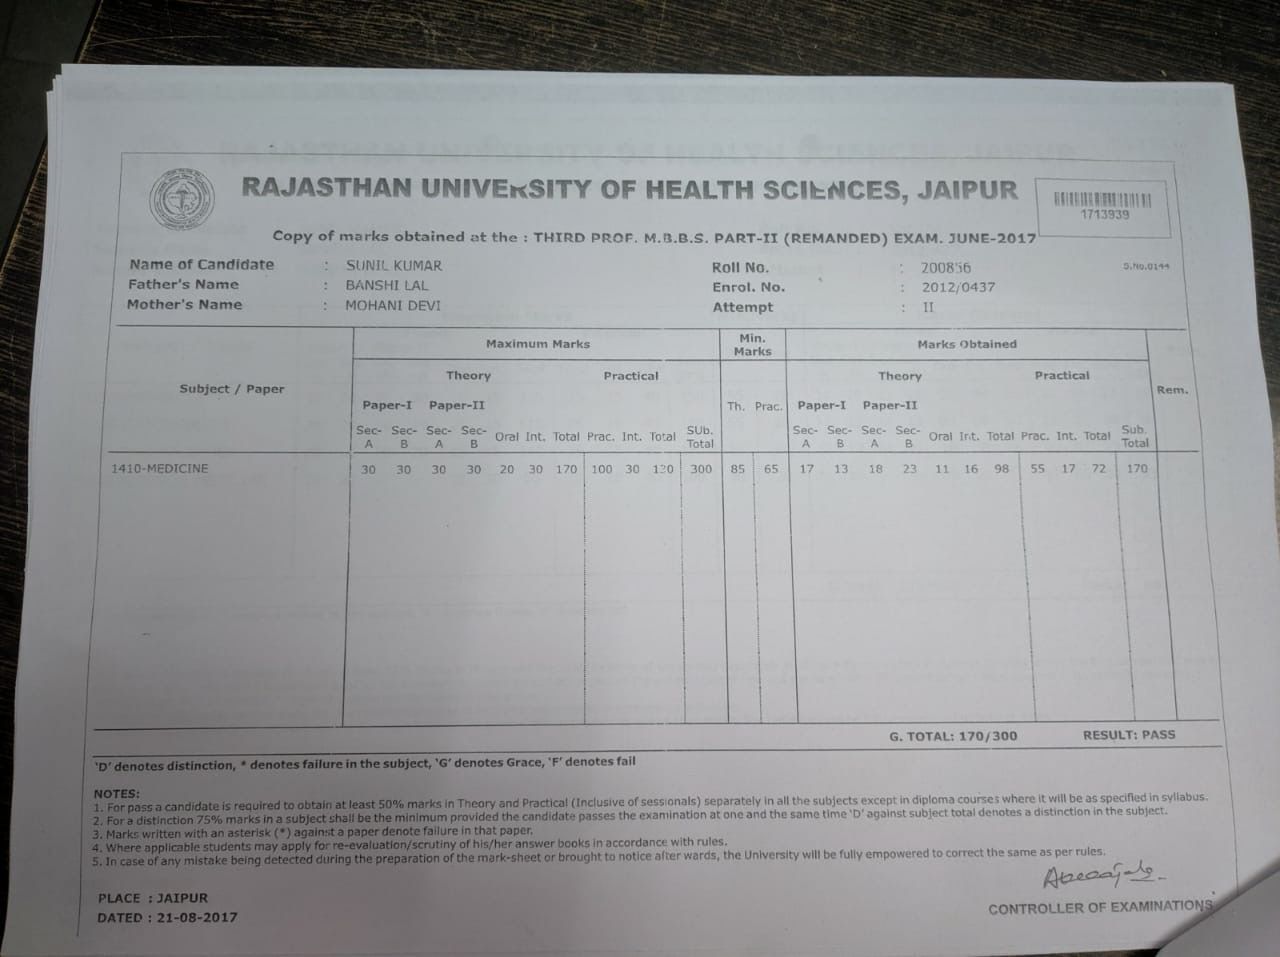 RAJASTHAN UNIVERSITY OF HEALTH SCIENCES, JAIPUR
1713939
Copy of marks obtained at the : THIRD PROF. M.B.B.S. PART-II (REMANDED) EXAM. JUNE-2017
Name of Candidate : SUNIL KUMAR Roll No. : 200856 S.No.0144
Father's Name : BANSHI LAL Enrol. No. : 2012/0437
Mother's Name : MOHANI DEVI Attempt : II
Subject / Paper Maximum Marks Min. Marks Marks Obtained Rem.
Theory Practical Theory Practical
Paper-I Paper-II Th. Prac. Paper-I Paper-II
Sec-A Sec-B Sec-A Sec-B Oral Int. Total Prac. Int. Total SUb. Total Sec-A Sec-B Sec-A Sec-B Oral Int. Total Prac. Int. Total Sub. Total
1410-MEDICINE 30 30 30 30 20 30 170 100 30 130 300 85 65 17 13 18 23 11 16 98 55 17 72 170
G. TOTAL: 170/300 RESULT: PASS
'D' denotes distinction, * denotes failure in the subject, 'G' denotes Grace, 'F' denotes fail
NOTES:
1. For pass a candidate is required to obtain at least 50% marks in Theory and Practical (Inclusive of sessionals) separately in all the subjects except in diploma courses where it will be as specified in syllabus.
2. For a distinction 75% marks in a subject shall be the minimum provided the candidate passes the examination at one and the same time 'D' against subject total denotes a distinction in the subject.
3. Marks written with an asterisk (*) against a paper denote failure in that paper.
4. Where applicable students may apply for re-evaluation/scrutiny of his/her answer books in accordance with rules.
5. In case of any mistake being detected during the preparation of the mark-sheet or brought to notice after wards, the University will be fully empowered to correct the same as per rules.
PLACE : JAIPUR
DATED : 21-08-2017
CONTROLLER OF EXAMINATIONS